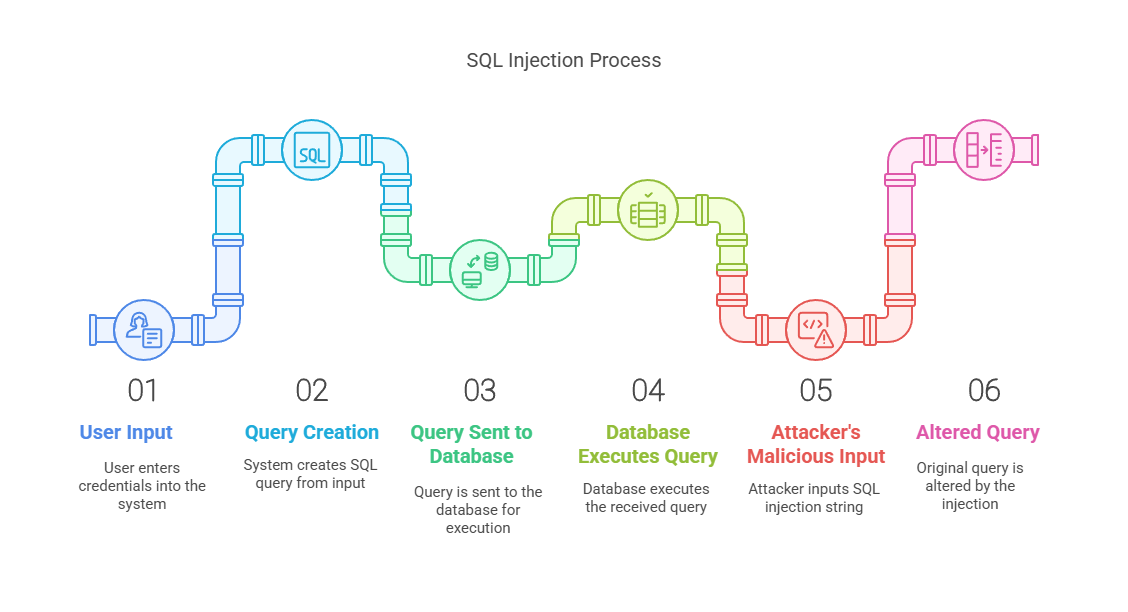 SQL Injection Process
SQL
01
User Input
User enters
credentials into the
system
02
Query Creation
System creates SQL
query from input
03
Query Sent to
Database
Query is sent to the
database for
execution
04
Database
Executes Query
Database executes
the received query
05
Attacker's
Malicious Input
Attacker inputs SQL
injection string
06
Altered Query
Original query is
altered by the
injection